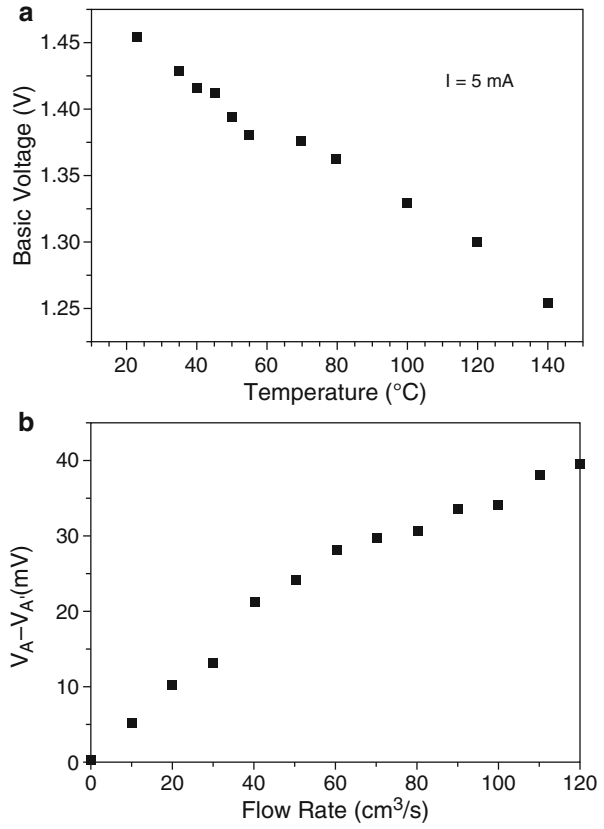 a
1.45
1.40
1.35
1.30
1.25
Basic Voltage (V)
I = 5 mA
20 40 60 80 100 120 140
Temperature (°C)
b
40
30
20
10
0
V_A–V_A'(mV)
0 20 40 60 80 100 120
Flow Rate (cm³/s)